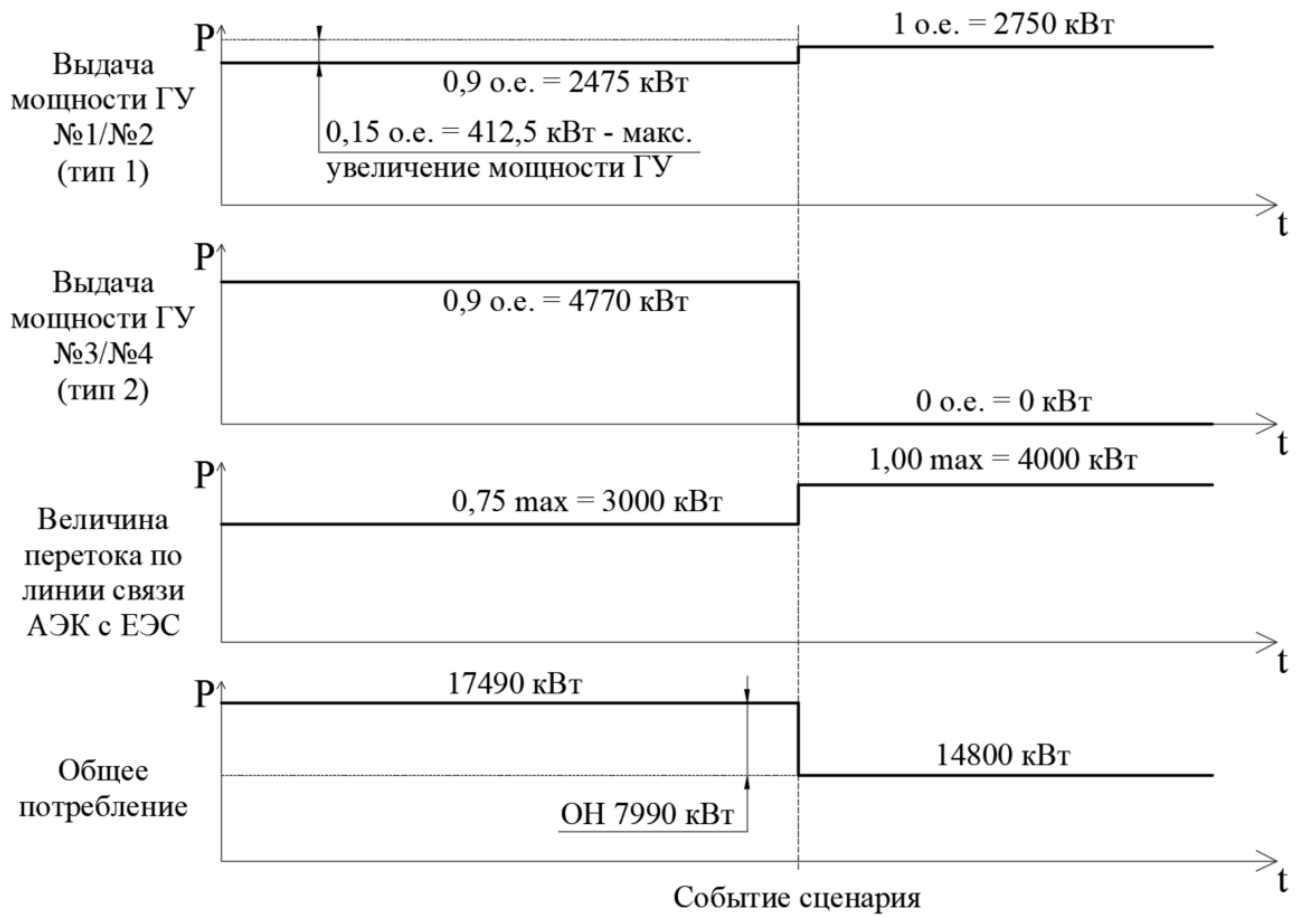 P
1 о.е. = 2750 кВт
Выдача
мощности ГУ
№1/№2
(тип 1)
0,9 о.е. = 2475 кВт
0,15 о.е. = 412,5 кВт - макс.
увеличение мощности ГУ
t
P
Выдача
мощности ГУ
№3/№4
(тип 2)
0,9 о.е. = 4770 кВт
0 о.е. = 0 кВт
t
P
1,00 max = 4000 кВт
0,75 max = 3000 кВт
Величина
перетока по
линии связи
АЭК с ЕЭС
t
P
17490 кВт
14800 кВт
Общее
потребление
ОН 7990 кВт
t
Событие сценария